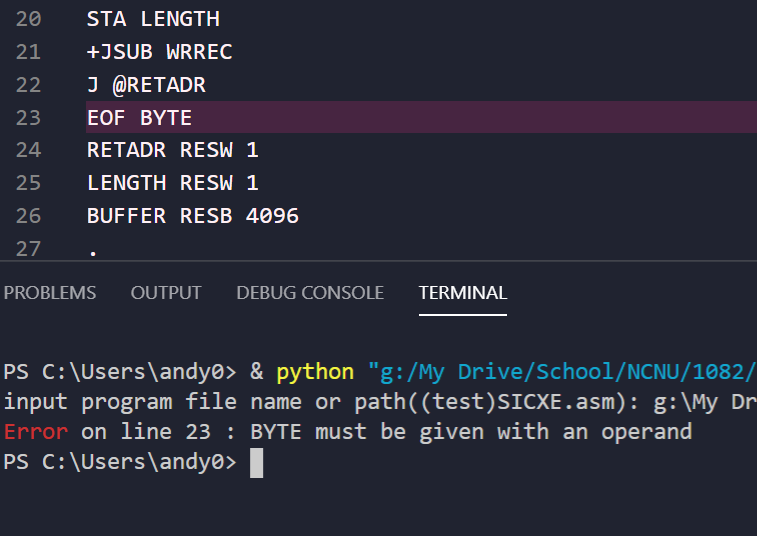 20 STA LENGTH
21 +JSUB WRREC
22 J @RETADR
23 EOF BYTE
24 RETADR RESW 1
25 LENGTH RESW 1
26 BUFFER RESB 4096
27 .
PROBLEMS OUTPUT DEBUG CONSOLE TERMINAL
PS C:\Users\andy0> & python "g:/My Drive/School/NCNU/1082/
input program file name or path((test)SICXE.asm): g:\My Dr
Error on line 23 : BYTE must be given with an operand
PS C:\Users\andy0>